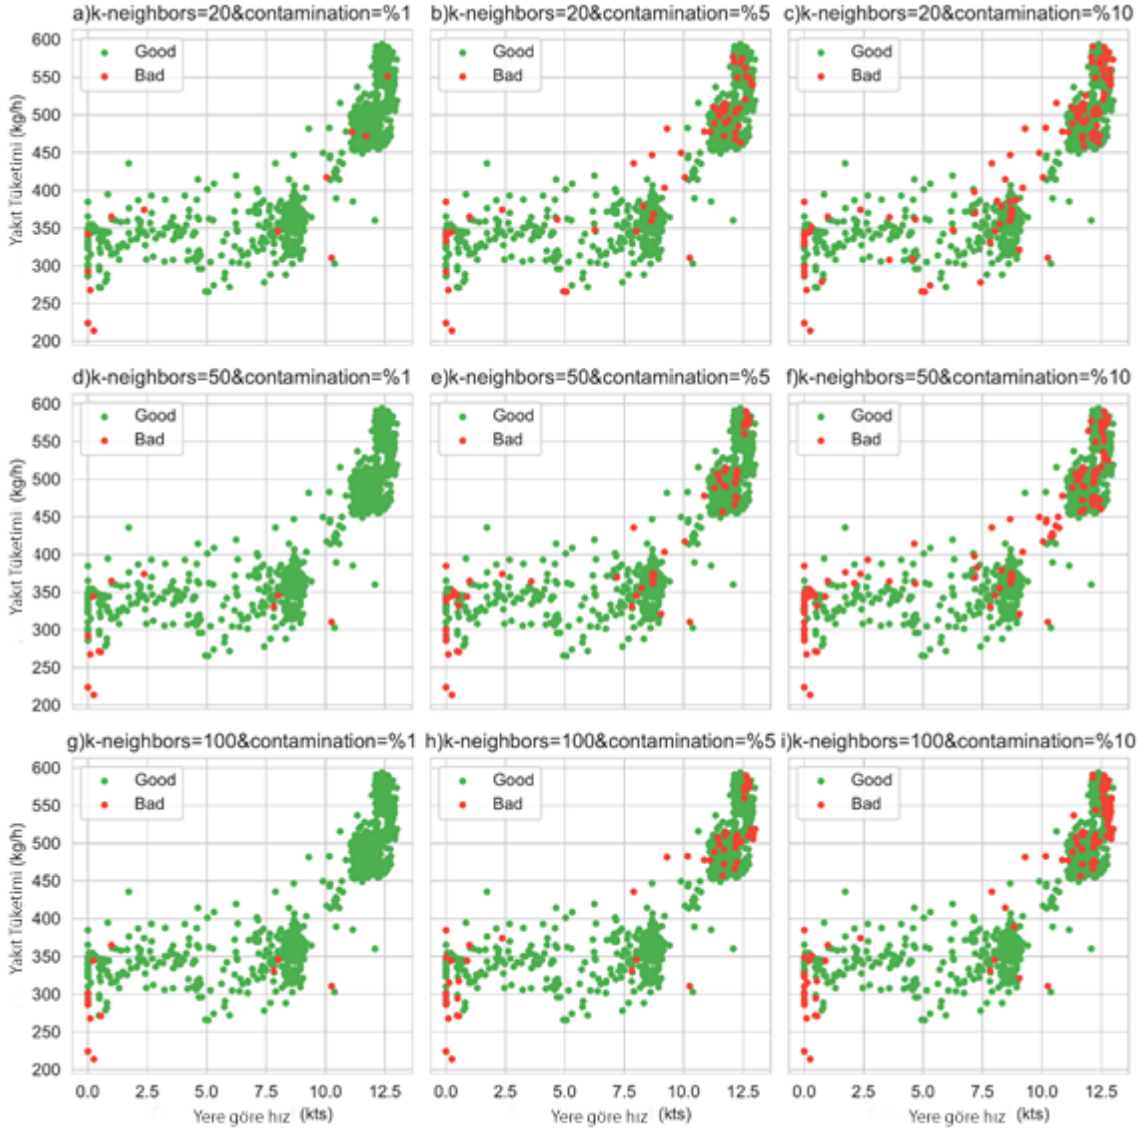 a)k-neighbors=20&contamination=%1 b)k-neighbors=20&contamination=%5 c)k-neighbors=20&contamination=%10
600
550
500
450
400
350
300
250
200
Yakıt Tüketimi (kg/h)
Good
Bad
Good
Bad
Good
Bad
d)k-neighbors=50&contamination=%1 e)k-neighbors=50&contamination=%5 f)k-neighbors=50&contamination=%10
600
550
500
450
400
350
300
250
200
Yakıt Tüketimi (kg/h)
Good
Bad
Good
Bad
Good
Bad
g)k-neighbors=100&contamination=%1 h)k-neighbors=100&contamination=%5 i)k-neighbors=100&contamination=%10
600
550
500
450
400
350
300
250
200
Yakıt Tüketimi (kg/h)
Good
Bad
Good
Bad
Good
Bad
0.0 2.5 5.0 7.5 10.0 12.5 0.0 2.5 5.0 7.5 10.0 12.5 0.0 2.5 5.0 7.5 10.0 12.5
Yere göre hız (kts) Yere göre hız (kts) Yere göre hız (kts)